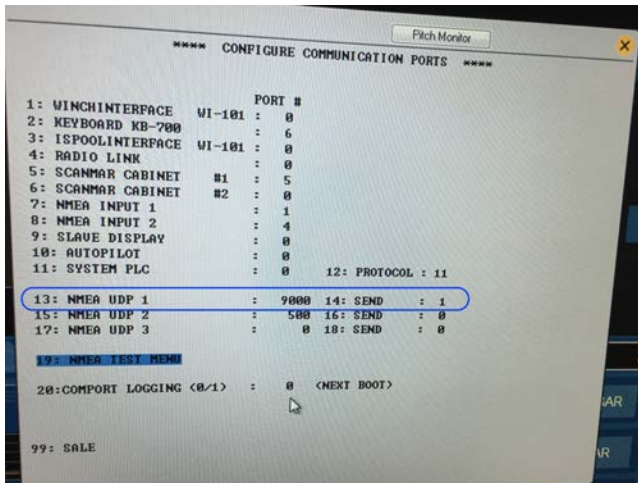 Pitch Monitor
**** CONFIGURE COMMUNICATION PORTS ****
PORT #
1: WINCHINTERFACE WI-101 : 0
2: KEYBOARD KB-700 : 6
3: ISPOOLINTERFACE WI-101 : 0
4: RADIO LINK : 0
5: SCANMAR CABINET #1 : 5
6: SCANMAR CABINET #2 : 0
7: NMEA INPUT 1 : 1
8: NMEA INPUT 2 : 4
9: SLAVE DISPLAY : 0
10: AUTOPILOT : 0
11: SYSTEM PLC : 0 12: PROTOCOL : 11
13: NMEA UDP 1 : 9000 14: SEND : 1
15: NMEA UDP 2 : 500 16: SEND : 0
17: NMEA UDP 3 : 0 18: SEND : 0
19: NMEA TEST MENU
20:COMPORT LOGGING (0/1) : 0 (NEXT BOOT)
99: SALE